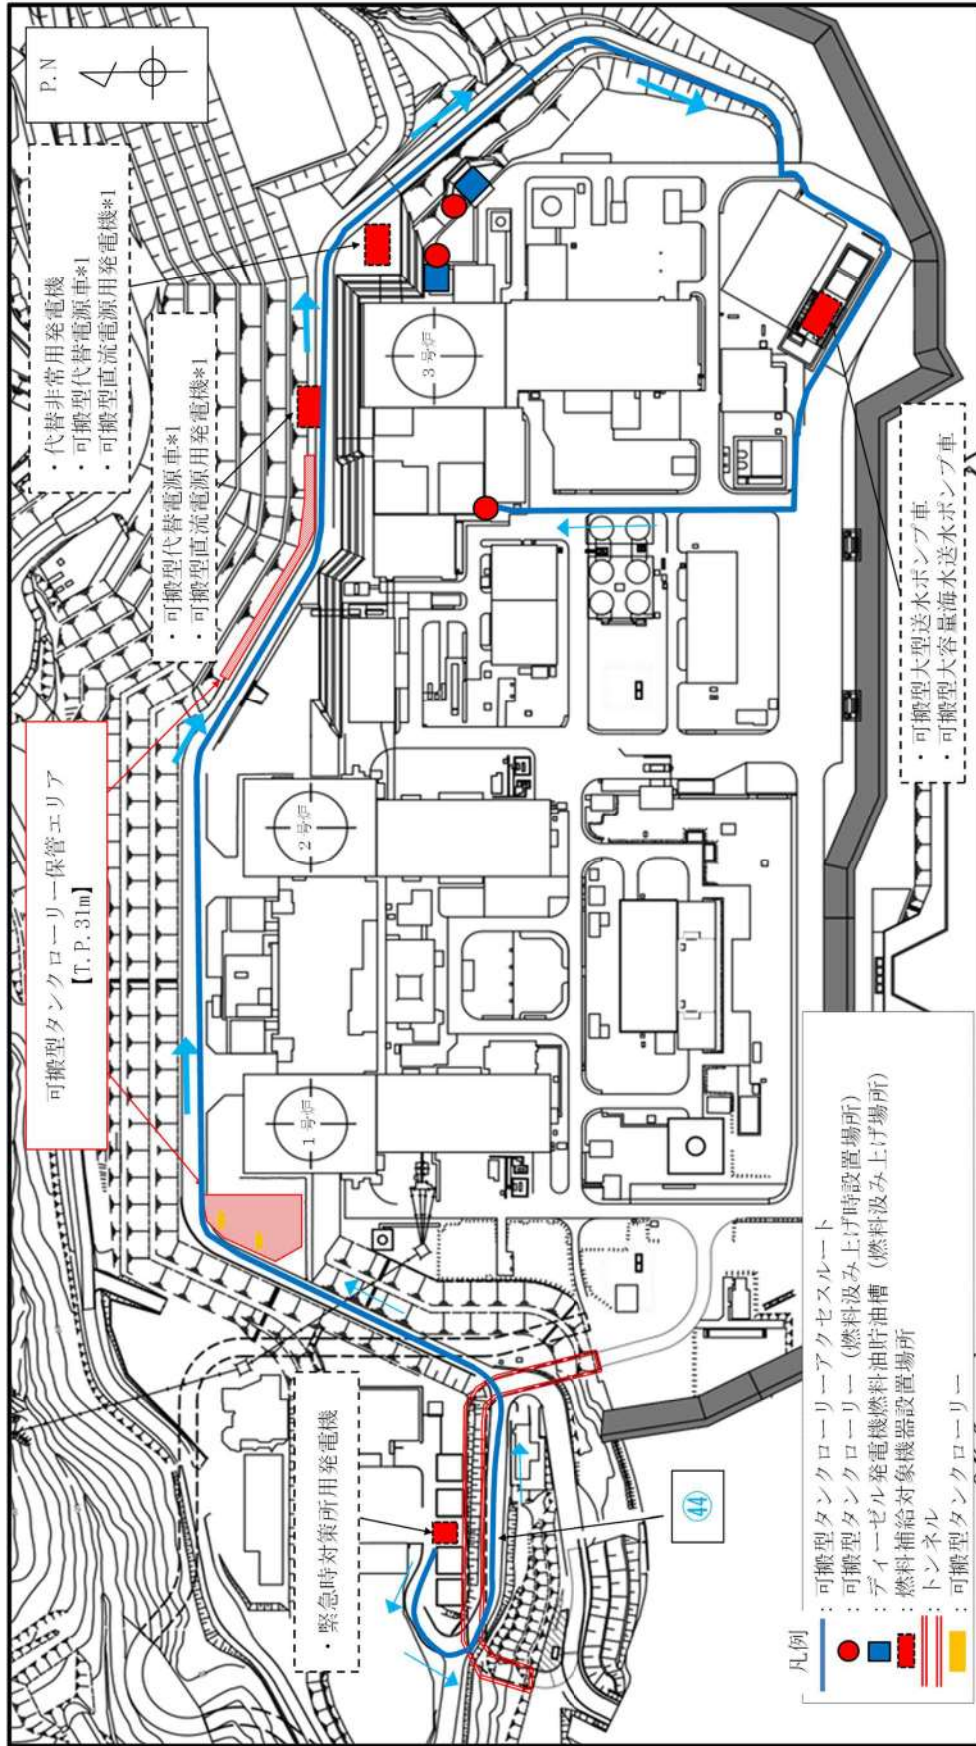 P.N
・代替非常用発電機
・可搬型代替電源車*1
・可搬型直流電源用発電機*1
・可搬型代替電源車*1
・可搬型直流電源用発電機*1
可搬型タンクローリー保管エリア
【T.P.31m】
・緊急時対策所用発電機
3号炉
2号炉
1号炉
㊹
・可搬型大型送水ポンプ車
・可搬型大容量海水送水ポンプ車
凡例
：可搬型タンクローリーアクセスルート
：可搬型タンクローリー（燃料汲み上げ時設置場所）
：ディーゼル発電機燃料油貯油槽（燃料汲み上げ場所）
：燃料補給対象機器設置場所
：トンネル
：可搬型タンクローリー